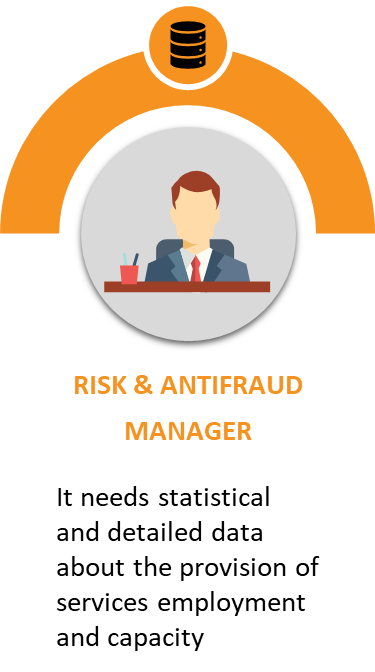 RISK & ANTIFRAUD
MANAGER
It needs statistical
and detailed data
about the provision of
services employment
and capacity